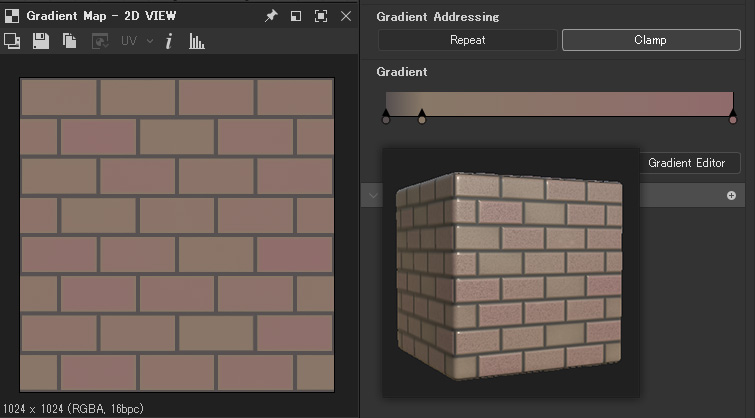 Gradient Map - 2D VIEW
UV
i
1024 x 1024 (RGBA, 16bpc)
Gradient Addressing
Repeat
Clamp
Gradient
Gradient Editor